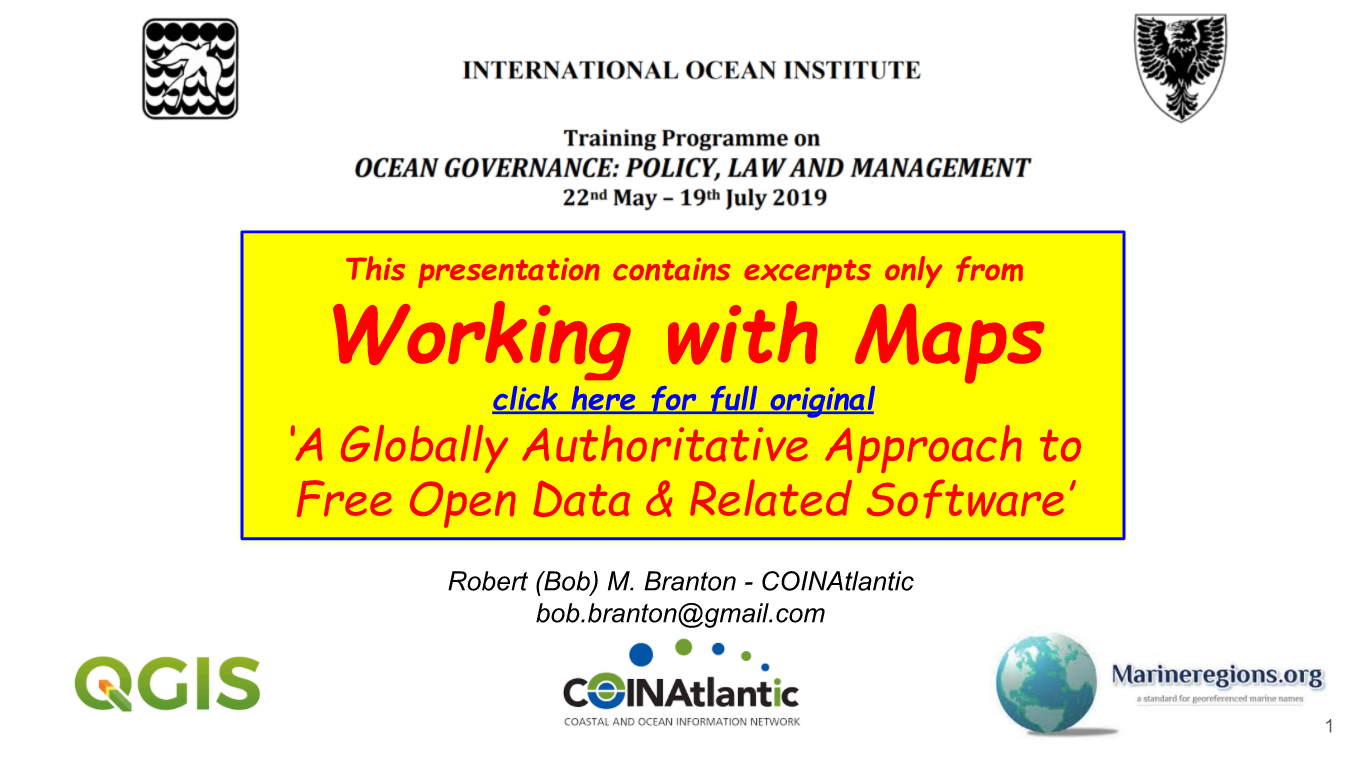 INTERNATIONAL OCEAN INSTITUTE
Training Programme on
OCEAN GOVERNANCE: POLICY, LAW AND MANAGEMENT
22nd May – 19th July 2019
This presentation contains excerpts only from
Working with Maps
click here for full original
‘A Globally Authoritative Approach to
Free Open Data & Related Software’
Robert (Bob) M. Branton - COINAtlantic
bob.branton@gmail.com
QGIS
COINAtlantic
COASTAL AND OCEAN INFORMATION NETWORK
Marineregions.org
a standard for georeferenced marine names
1